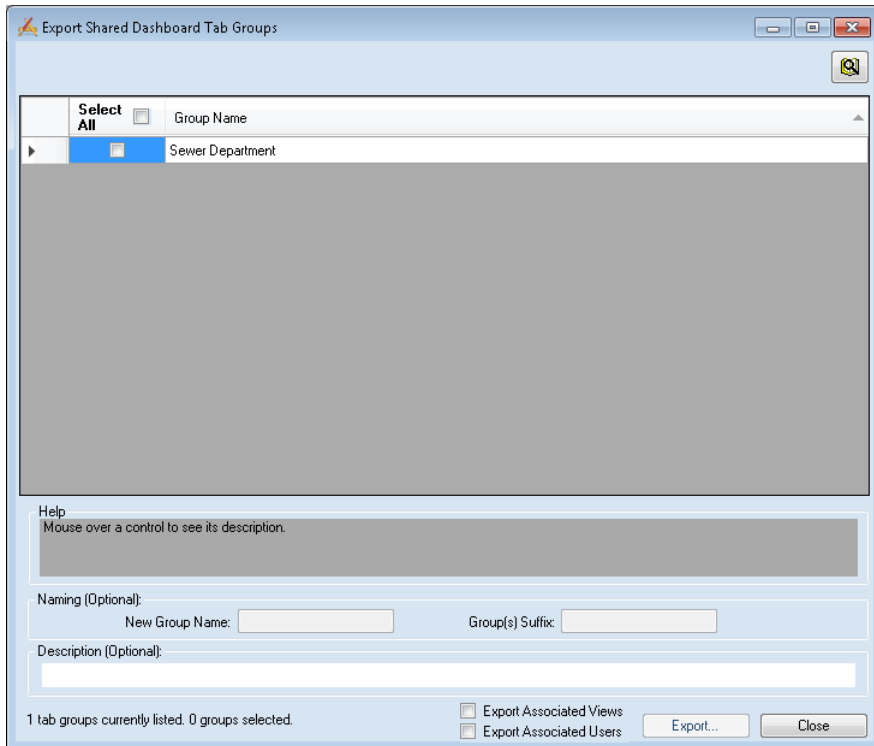 Export Shared Dashboard Tab Groups
Select
All
Group Name
Sewer Department
Help
Mouse over a control to see its description.
Naming (Optional):
New Group Name:
Group(s) Suffix:
Description (Optional):
1 tab groups currently listed. 0 groups selected.
Export Associated Views
Export Associated Users
Export...
Close